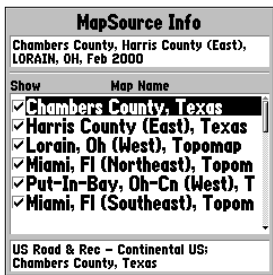 MapSource Info
Chambers County, Harris County (East),
LORAIN, OH, Feb 2000
Show Map Name
Chambers County, Texas
Harris County (East), Texas
Lorain, Oh (West), Topomap
Miami, Fl (Northeast), Topom
Put-In-Bay, Oh-Cn (West), T
Miami, Fl (Southeast), Topom
US Road & Rec - Continental US;
Chambers County, Texas